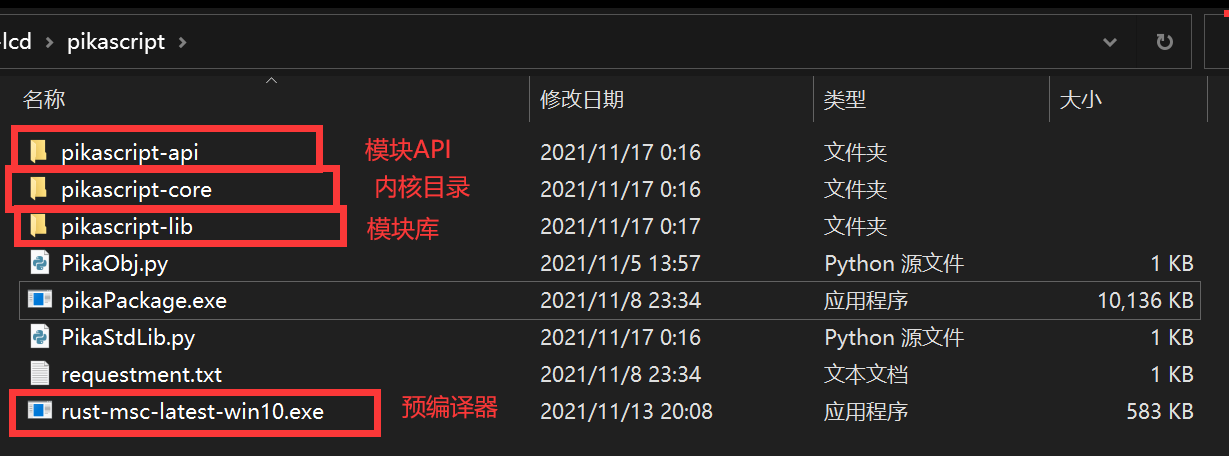 -lcd > pikascript >
名称 修改日期 类型 大小
pikascript-api 模块API 2021/11/17 0:16 文件夹
pikascript-core 内核目录 2021/11/17 0:16 文件夹
pikascript-lib 模块库 2021/11/17 0:17 文件夹
PikaObj.py 2021/11/5 13:57 Python 源文件 1 KB
pikaPackage.exe 2021/11/8 23:34 应用程序 10,136 KB
PikaStdLib.py 2021/11/17 0:16 Python 源文件 1 KB
requestment.txt 2021/11/8 23:34 文本文档 1 KB
rust-msc-latest-win10.exe 预编译器 2021/11/13 20:08 应用程序 583 KB